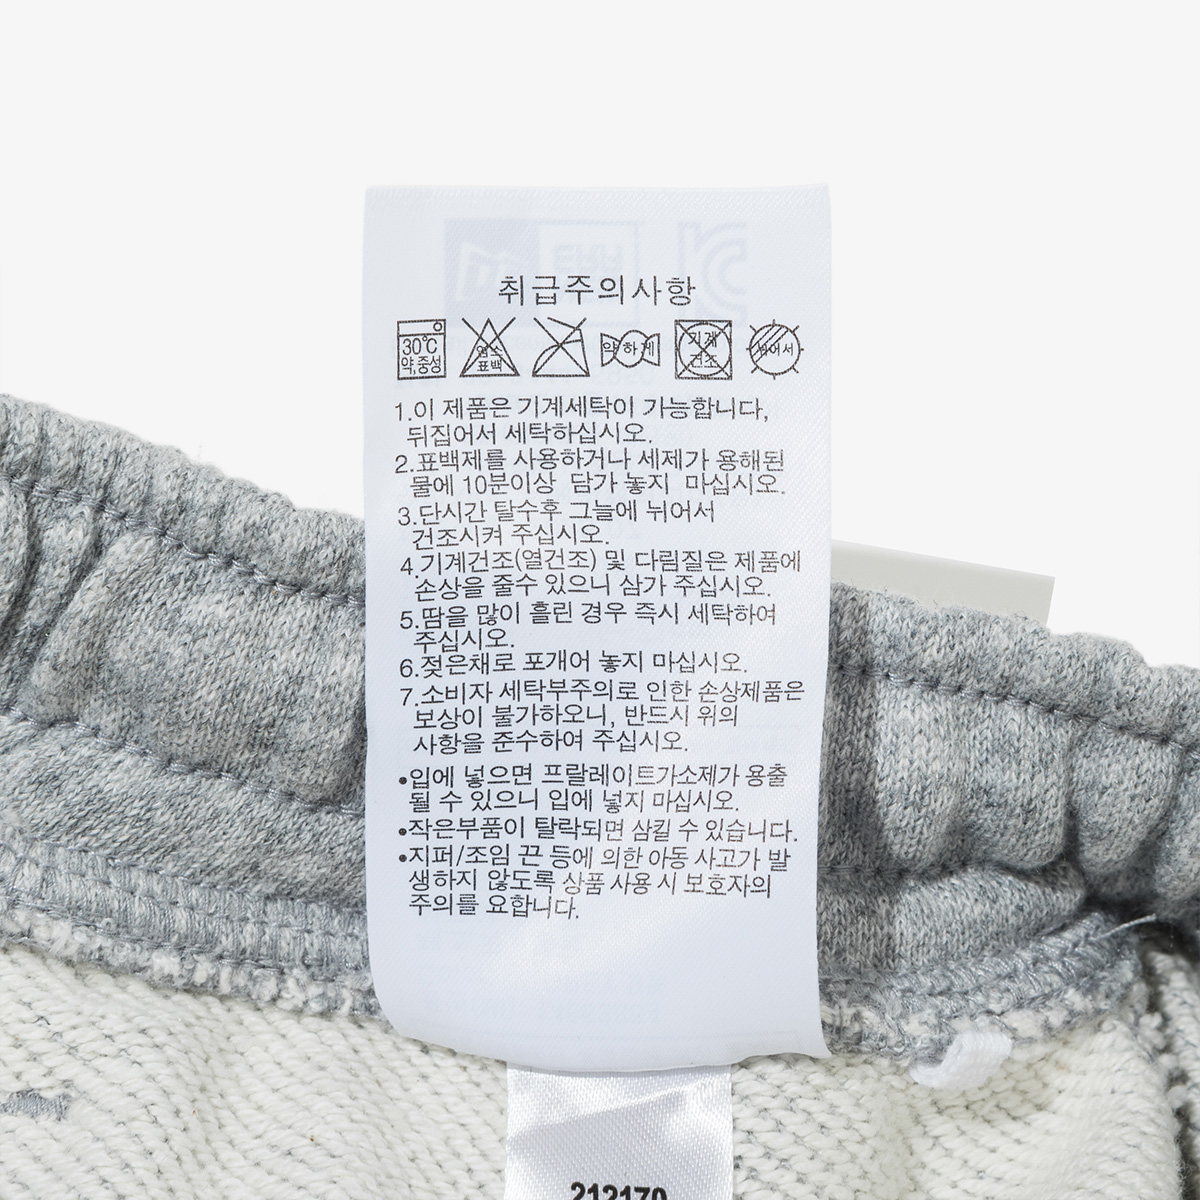 취급주의사항
30℃ 약,중성
염소 표백
약하게
기계 건조
뉘어서
1.이 제품은 기계세탁이 가능합니다,
뒤집어서 세탁하십시오.
2.표백제를 사용하거나 세제가 용해된
물에 10분이상 담가 놓지 마십시오.
3.단시간 탈수후 그늘에 뉘어서
건조시켜 주십시오.
4.기계건조(열건조) 및 다림질은 제품에
손상을 줄수 있으니 삼가 주십시오.
5.땀을 많이 흘린 경우 즉시 세탁하여
주십시오.
6.젖은채로 포개어 놓지 마십시오.
7.소비자 세탁부주의로 인한 손상제품은
보상이 불가하오니, 반드시 위의
사항을 준수하여 주십시오.
•입에 넣으면 프랄레이트가소제가 용출
될 수 있으니 입에 넣지 마십시오.
•작은부품이 탈락되면 삼킬 수 있습니다.
•지퍼/조임 끈 등에 의한 아동 사고가 발
생하지 않도록 상품 사용 시 보호자의
주의를 요합니다.
212170